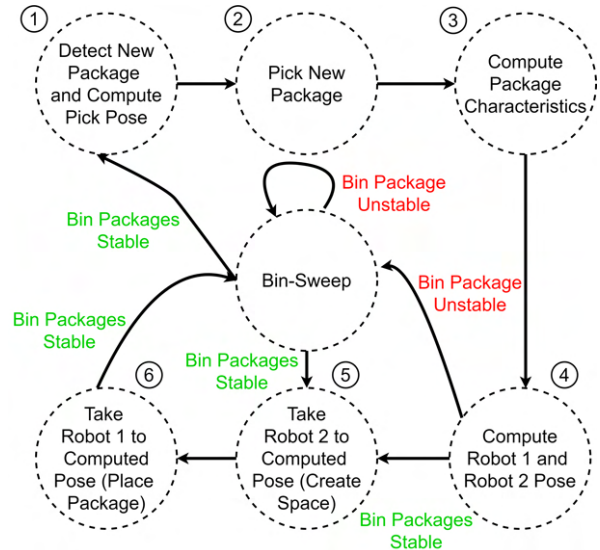 1
Detect New
Package
and Compute
Pick Pose
2
Pick New
Package
3
Compute
Package
Characteristics
Bin Package
Unstable
Bin Packages
Stable
Bin-Sweep
Bin Package
Unstable
Bin Packages
Stable
Bin Packages
Stable
6
Take
Robot 1 to
Computed
Pose (Place
Package)
5
Take
Robot 2 to
Computed
Pose (Create
Space)
4
Compute
Robot 1 and
Robot 2 Pose
Bin Packages
Stable